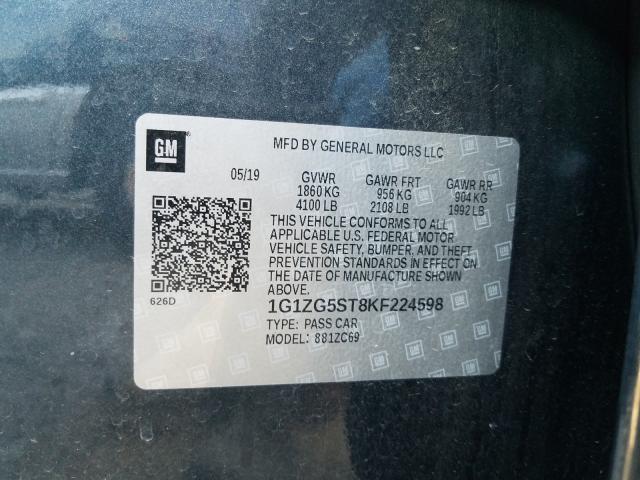 GM
MFD BY GENERAL MOTORS LLC
05/19 GVWR GAWR FRT GAWR RR
1860 KG 956 KG 904 KG
4100 LB 2108 LB 1992 LB
THIS VEHICLE CONFORMS TO ALL
APPLICABLE U.S. FEDERAL MOTOR
VEHICLE SAFETY, BUMPER, AND THEFT
PREVENTION STANDARDS IN EFFECT ON
THE DATE OF MANUFACTURE SHOWN
ABOVE.
626D
1G1ZG5ST8KF224598
TYPE: PASS CAR
MODEL: 881ZC69